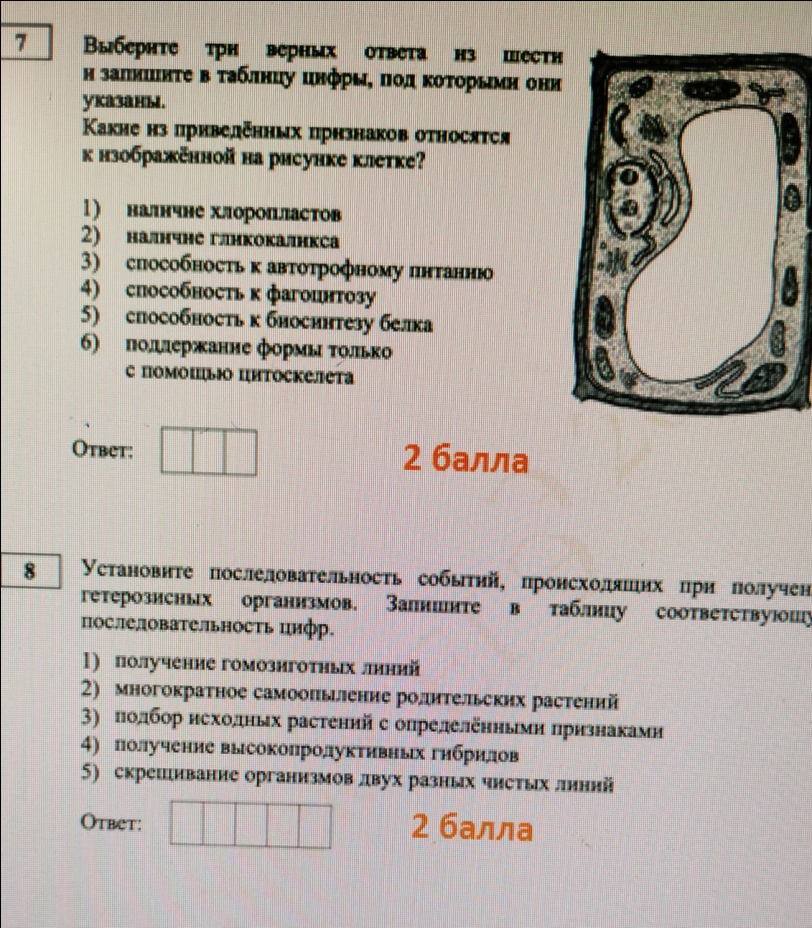 7
Выберите три верных ответа из шести
и запишите в таблицу цифры, под которыми они
указаны.
Какие из приведённых признаков относятся
к изображённой на рисунке клетке?
1) наличие хлоропластов
2) наличие гликокаликса
3) способность к автотрофному питанию
4) способность к фагоцитозу
5) способность к биосинтезу белка
6) поддержание формы только
с помощью цитоскелета
Ответ:
2 балла
8
Установите последовательность событий, происходящих при получен
гетерозисных организмов. Запишите в таблицу соответствующу
последовательность цифр.
1) получение гомозиготных линий
2) многократное самоопыление родительских растений
3) подбор исходных растений с определёнными признаками
4) получение высокопродуктивных гибридов
5) скрещивание организмов двух разных чистых линий
Ответ:
2 балла